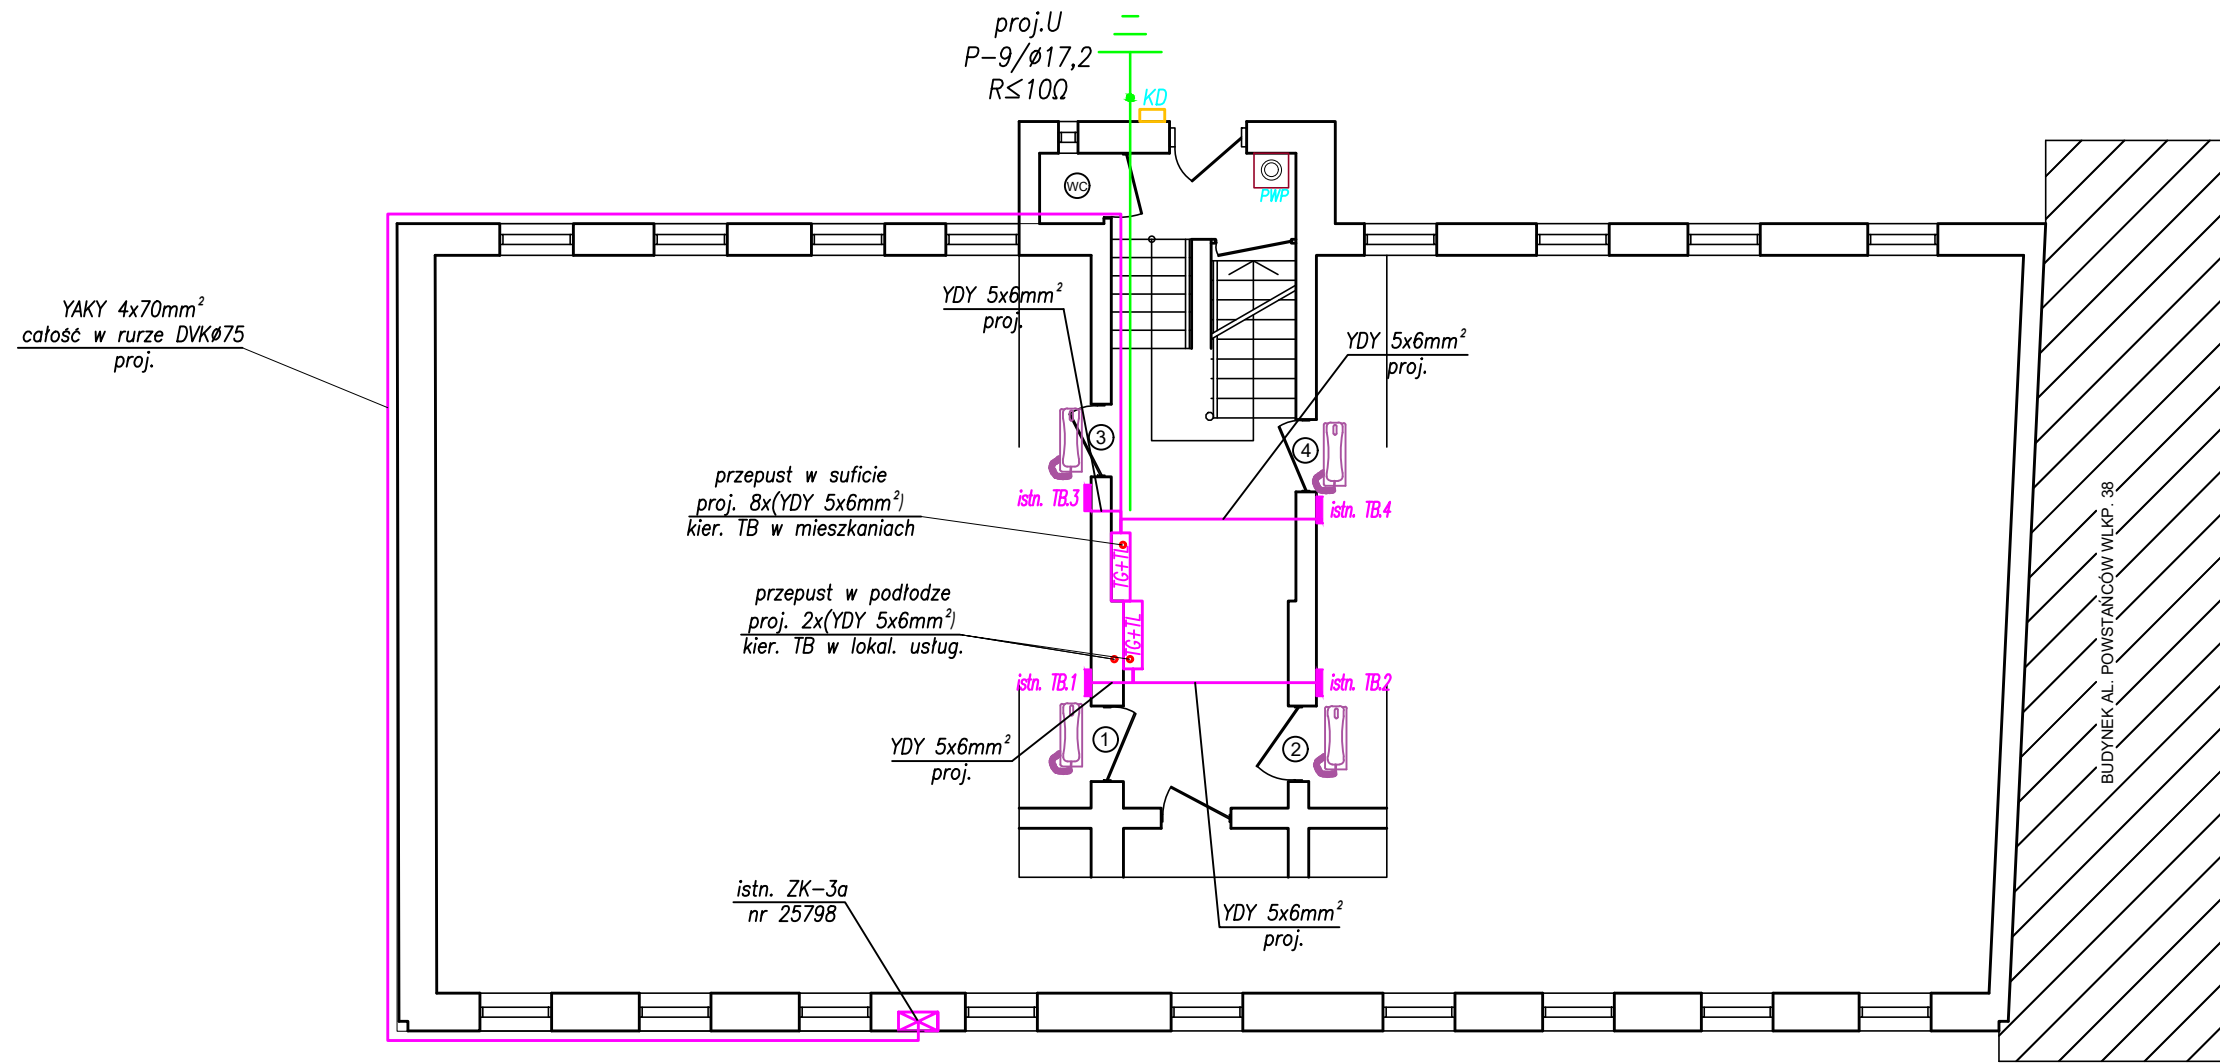 proj.U
P-9/ø17,2
R≤10Ω
KD
WC
PWP
YAKY 4x70mm²
całość w rurze DVKø75
proj.
YDY 5x6mm²
proj.
YDY 5x6mm²
proj.
3
4
przepust w suficie
proj. 8x(YDY 5x6mm²)
kier. TB w mieszkaniach
istn. TB.3
istn. TB.4
TG+TL
przepust w podłodze
proj. 2x(YDY 5x6mm²)
kier. TB w lokal. usług.
TG+TL
istn. TB.1
istn. TB.2
YDY 5x6mm²
proj.
1
2
istn. ZK-3a
nr 25798
YDY 5x6mm²
proj.
BUDYNEK AL. POWSTAŃCÓW WLKP. 38